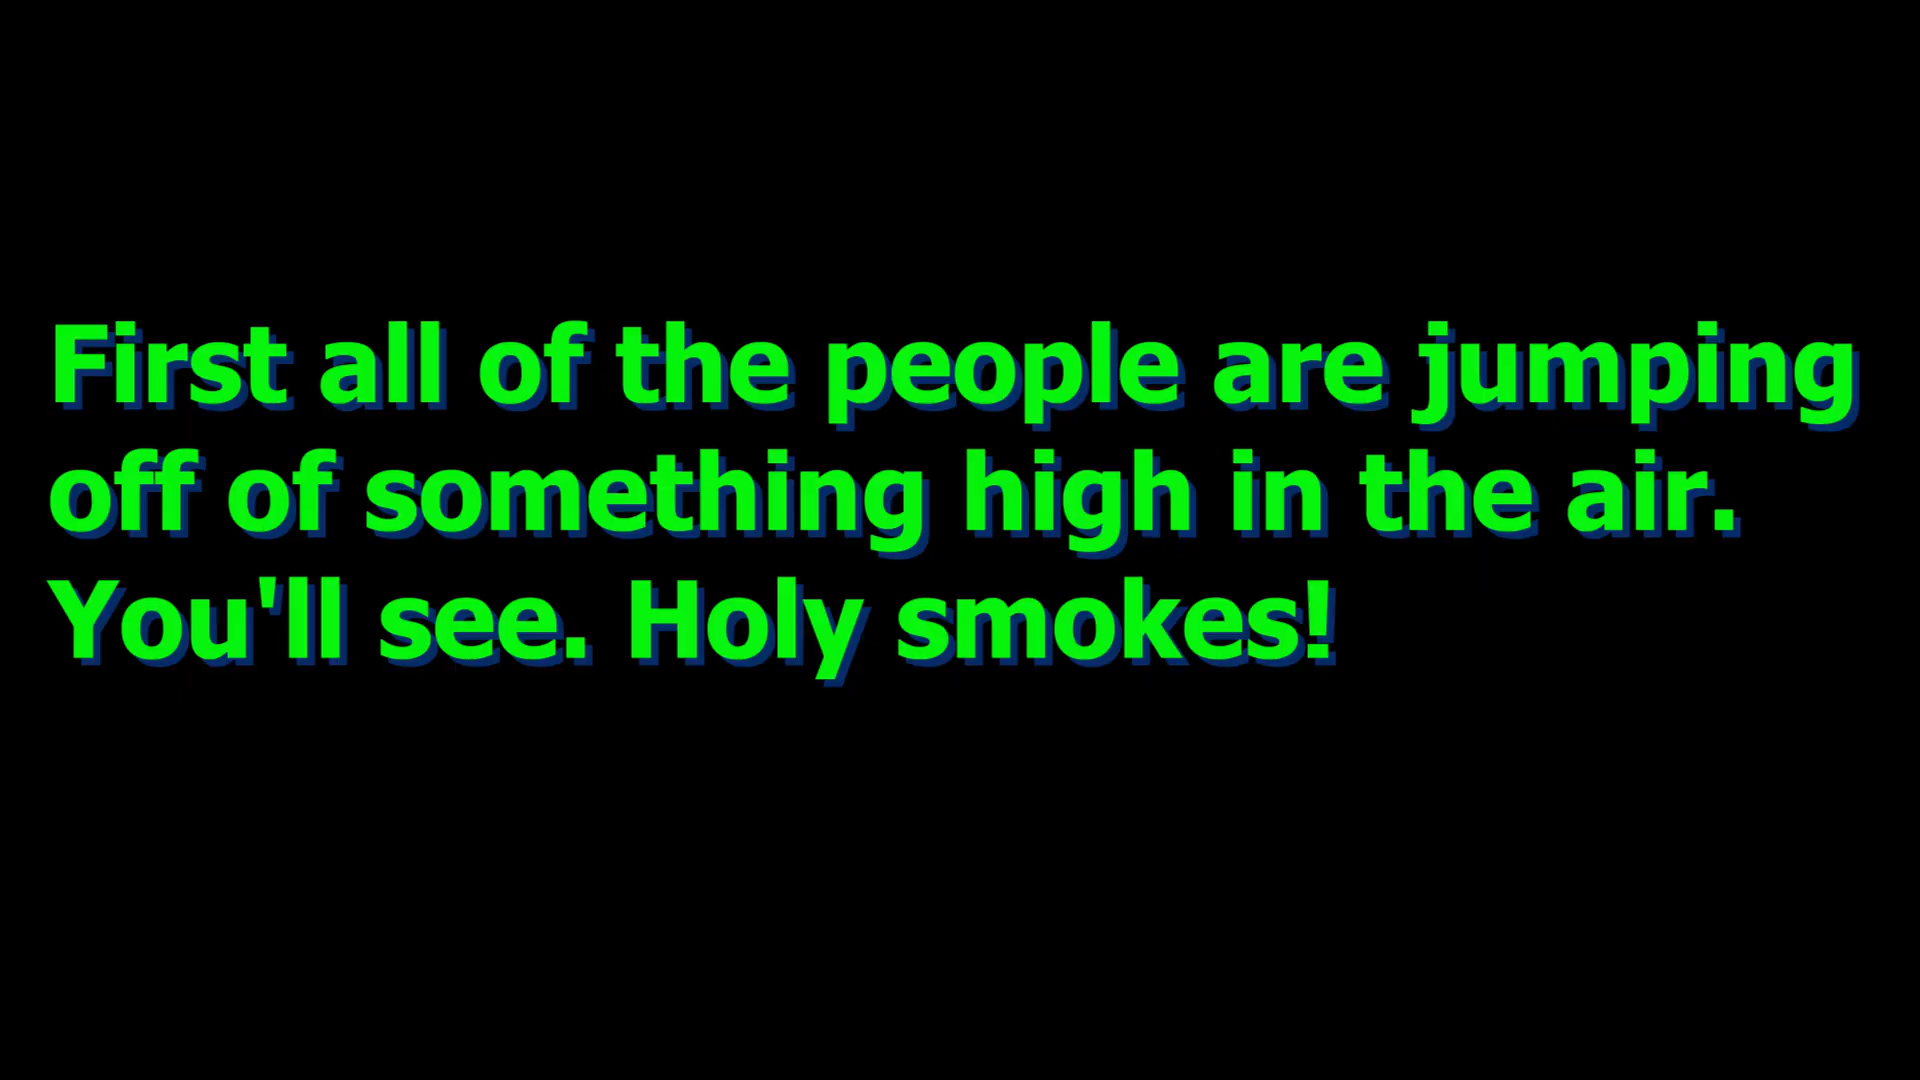 First all of the people are jumping
off of something high in the air.
You'll see. Holy smokes!